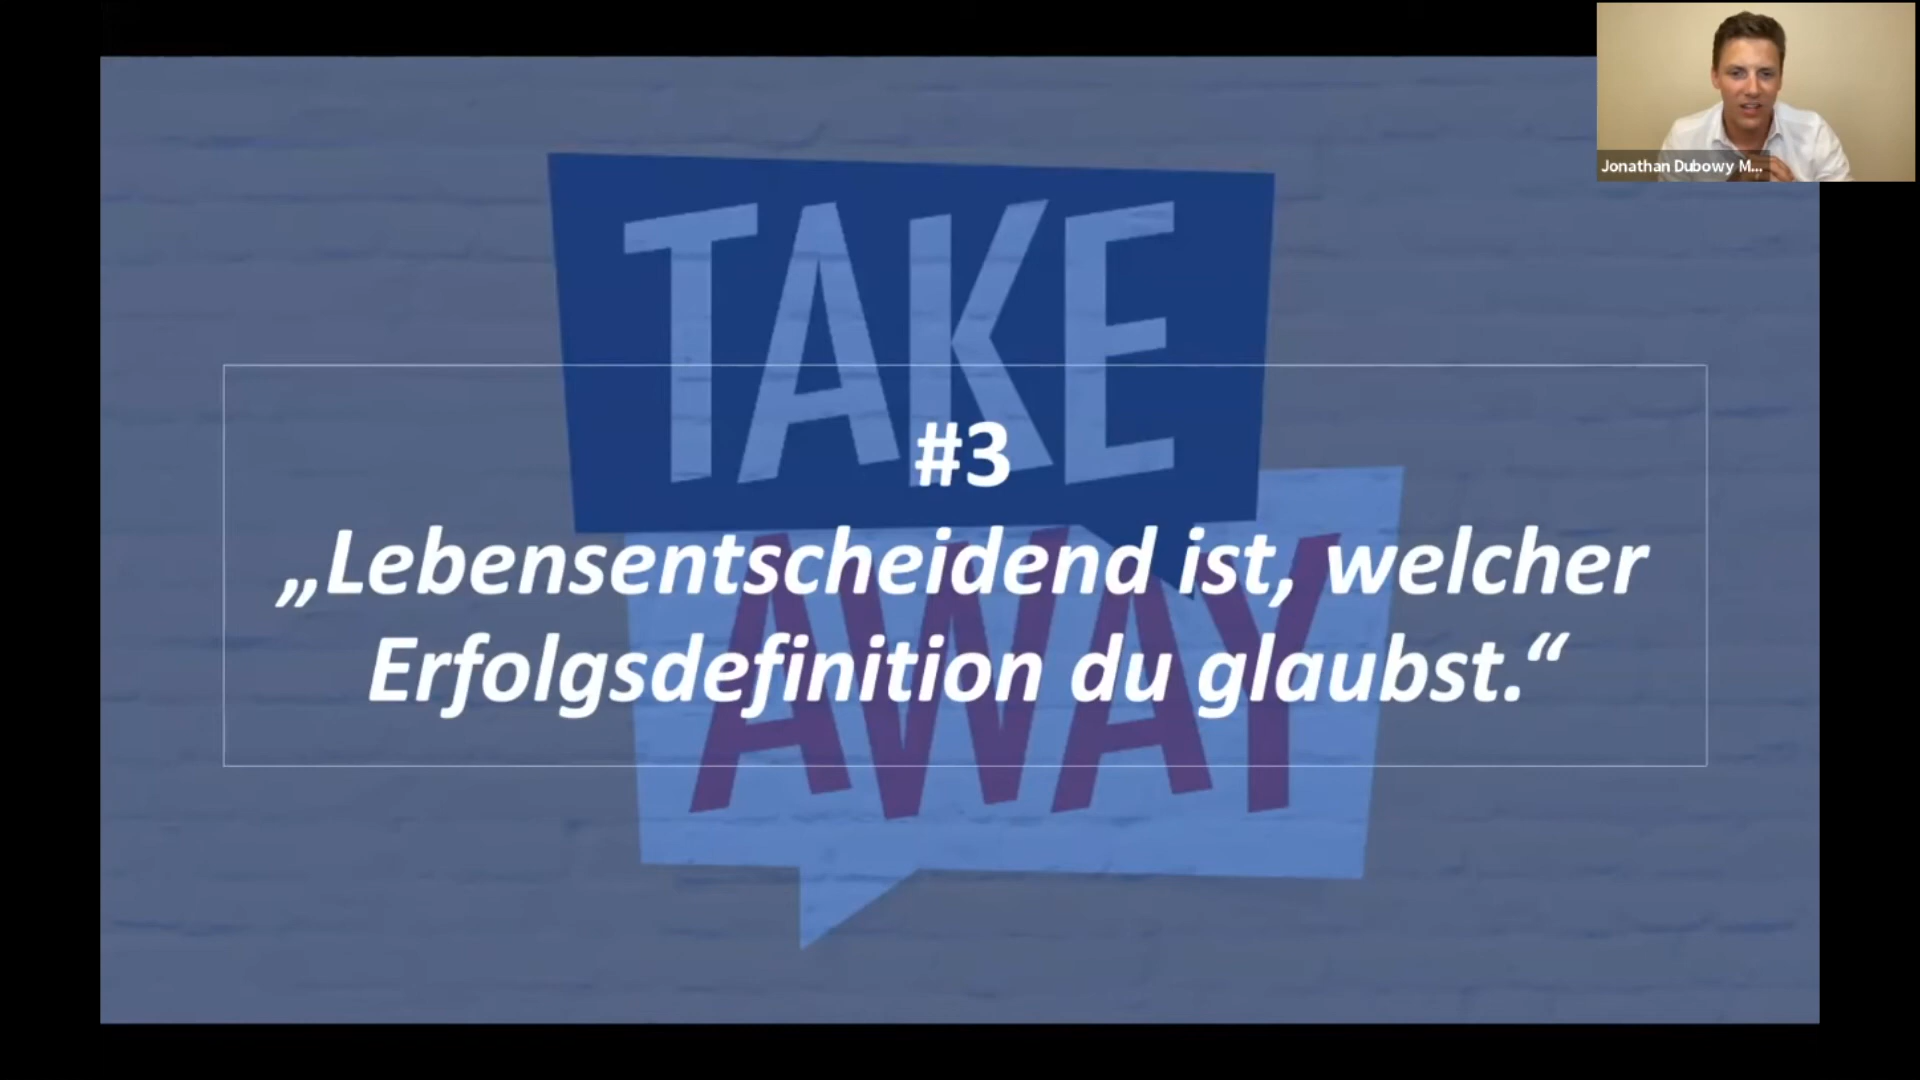 Jonathan Dubowy M...
TAKE
AWAY
#3
„Lebensentscheidend ist, welcher
Erfolgsdefinition du glaubst.“